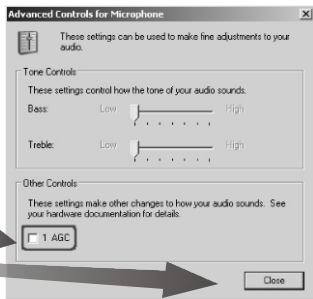 Advanced Controls for Microphone
These settings can be used to make fine adjustments to your
audio.
Tone Controls
These settings control how the tone of your audio sounds.
Bass: Low High
Treble: Low High
Other Controls
These settings make other changes to how your audio sounds. See
your hardware documentation for details.
1 AGC
Close